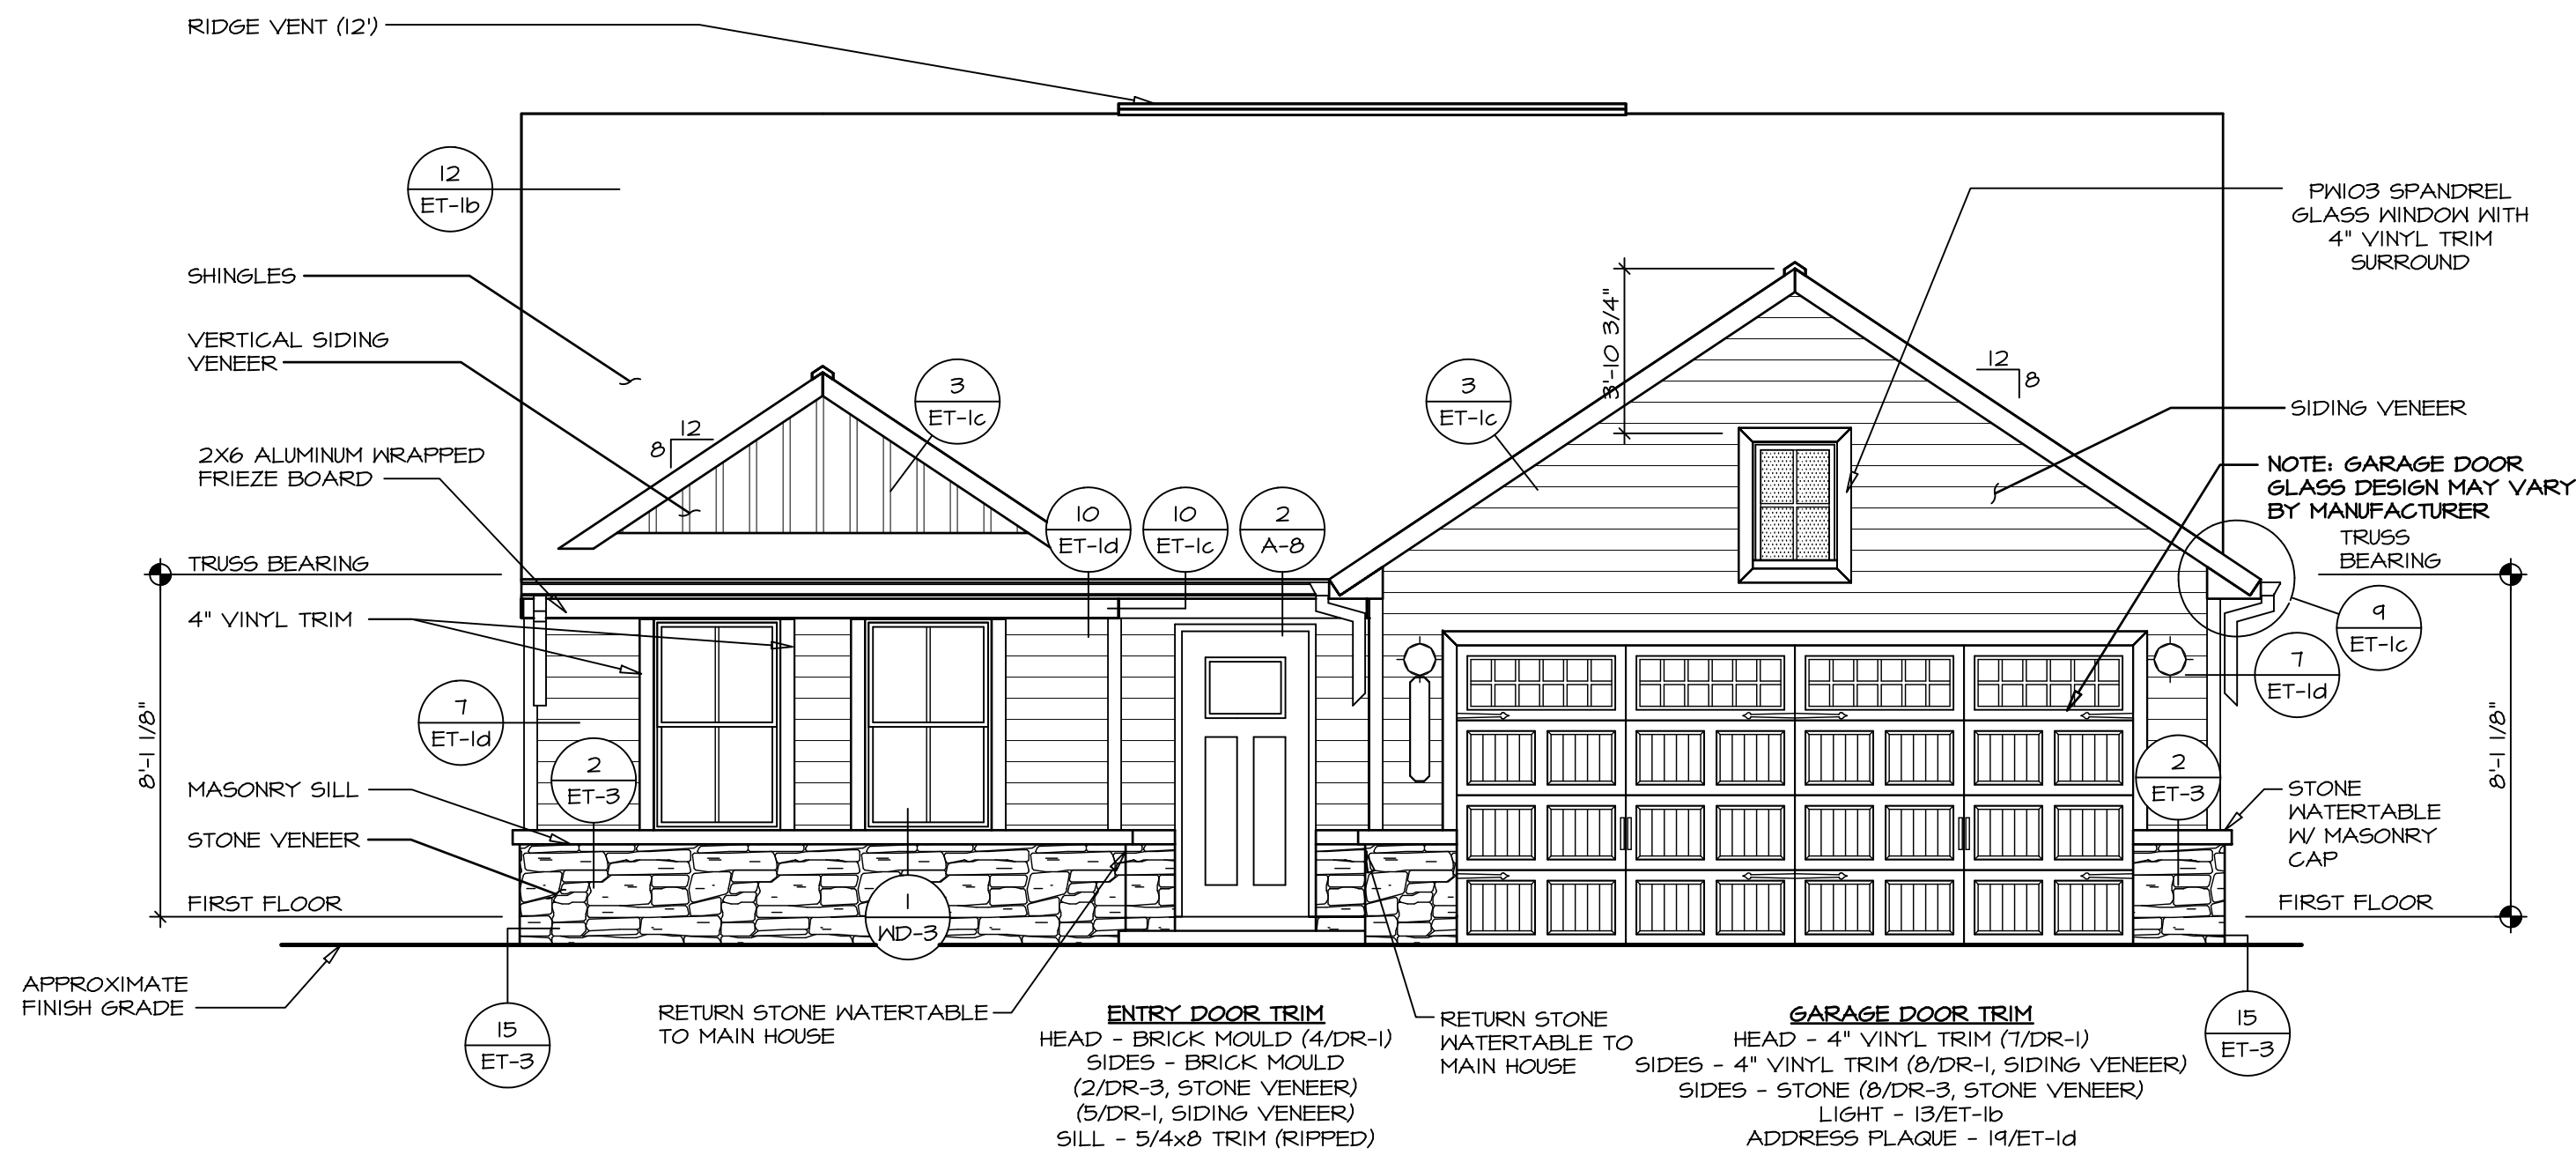 RIDGE VENT (12')
12
ET-1b
SHINGLES
VERTICAL SIDING
VENEER
2X6 ALUMINUM WRAPPED
FRIEZE BOARD
TRUSS BEARING
4" VINYL TRIM
8'-1 1/8"
7
ET-1d
2
ET-3
MASONRY SILL
STONE VENEER
FIRST FLOOR
APPROXIMATE
FINISH GRADE
15
ET-3
12
8
3
ET-1c
10
ET-1d
10
ET-1c
2
A-8
1
WD-3
3
ET-1c
3'-10 3/4"
12
8
PW103 SPANDREL
GLASS WINDOW WITH
4" VINYL TRIM
SURROUND
SIDING VENEER
NOTE: GARAGE DOOR
GLASS DESIGN MAY VARY
BY MANUFACTURER
TRUSS
BEARING
9
ET-1c
7
ET-1d
8'-1 1/8"
2
ET-3
STONE
WATERTABLE
W/ MASONRY
CAP
FIRST FLOOR
15
ET-3
RETURN STONE WATERTABLE
TO MAIN HOUSE
ENTRY DOOR TRIM
HEAD - BRICK MOULD (4/DR-1)
SIDES - BRICK MOULD
(2/DR-3, STONE VENEER)
(5/DR-1, SIDING VENEER)
SILL - 5/4x8 TRIM (RIPPED)
RETURN STONE
WATERTABLE TO
MAIN HOUSE
GARAGE DOOR TRIM
HEAD - 4" VINYL TRIM (7/DR-1)
SIDES - 4" VINYL TRIM (8/DR-1, SIDING VENEER)
SIDES - STONE (8/DR-3, STONE VENEER)
LIGHT - 13/ET-1b
ADDRESS PLAQUE - 19/ET-1d